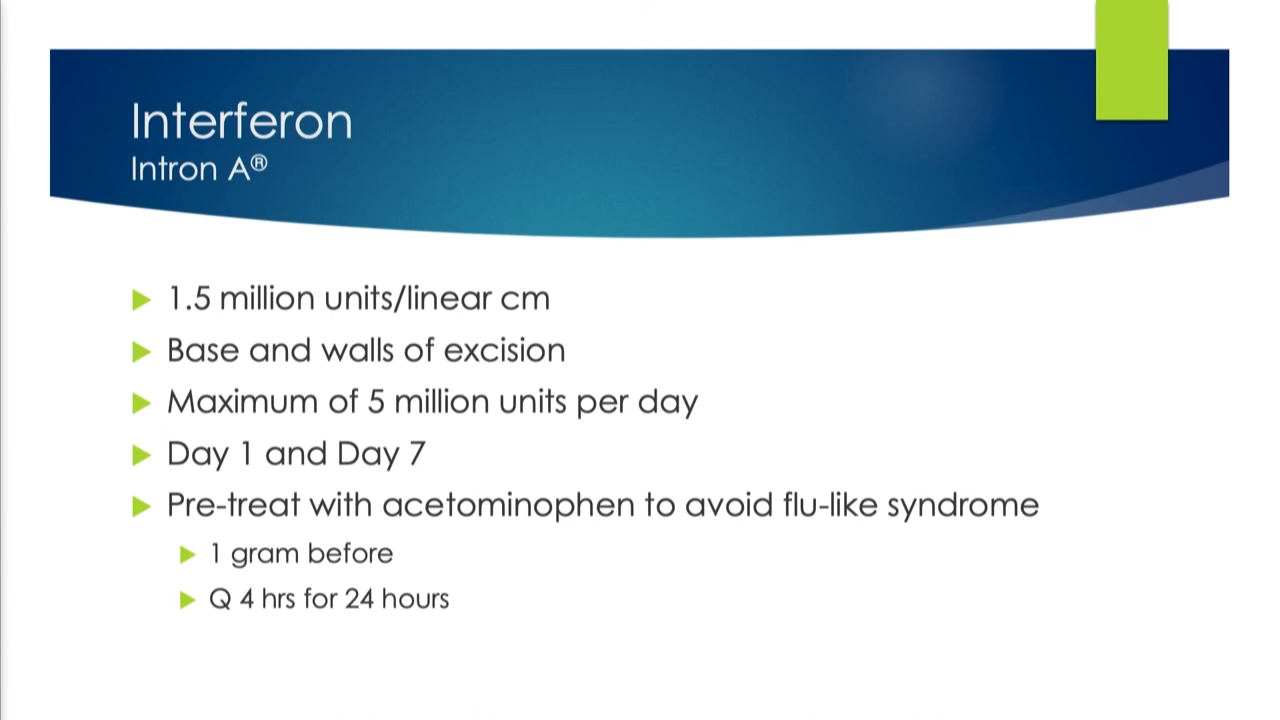 Interferon
Intron A®
1.5 million units/linear cm
Base and walls of excision
Maximum of 5 million units per day
Day 1 and Day 7
Pre-treat with acetominophen to avoid flu-like syndrome
1 gram before
Q 4 hrs for 24 hours